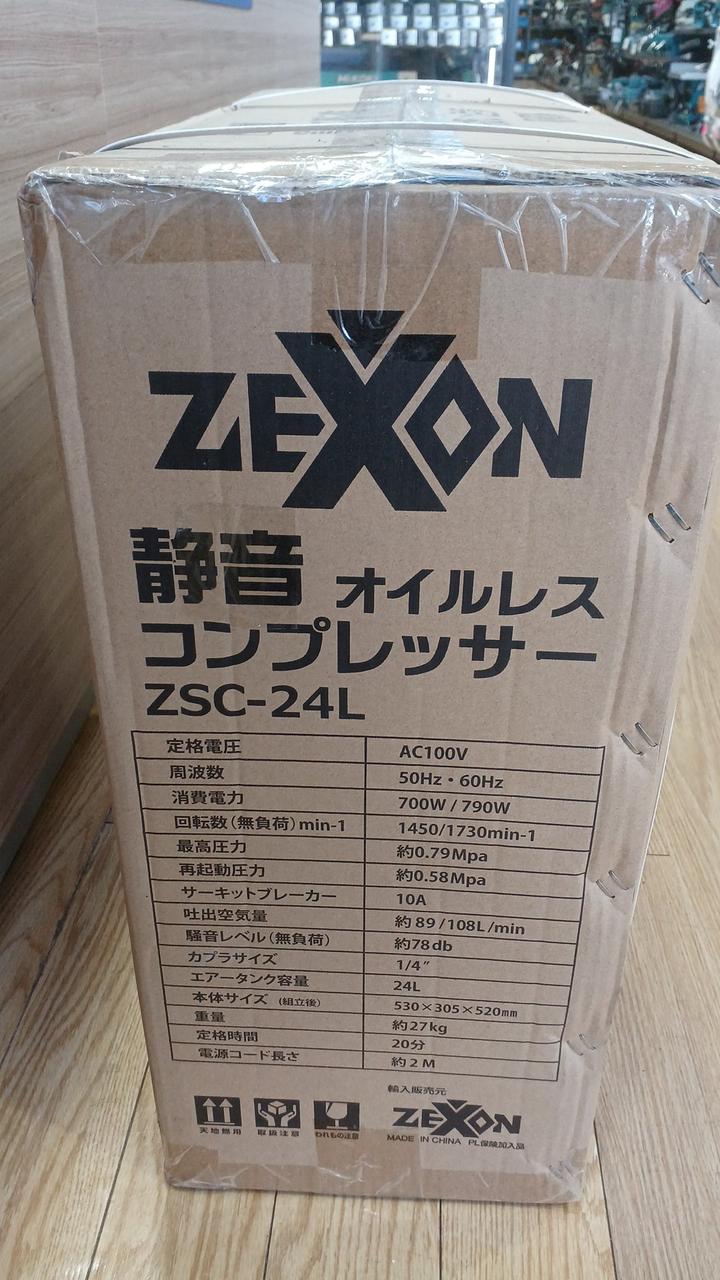 ZEXON
静音 オイルレス
コンプレッサー
ZSC-24L
定格電圧 AC100V
周波数 50Hz・60Hz
消費電力 700W / 790W
回転数(無負荷)min-1 1450/1730min-1
最高圧力 約0.79Mpa
再起動圧力 約0.58Mpa
サーキットブレーカー 10A
吐出空気量 約 89 /108L/min
騒音レベル(無負荷) 約78db
カプラサイズ 1/4"
エアータンク容量 24L
本体サイズ (組立後) 530×305×520㎜
重量 約27kg
定格時間 20分
電源コード長さ 約2M
輸入販売元
ZEXON
天地無用 取扱注意 われもの注意
MADE IN CHINA PL保険加入品